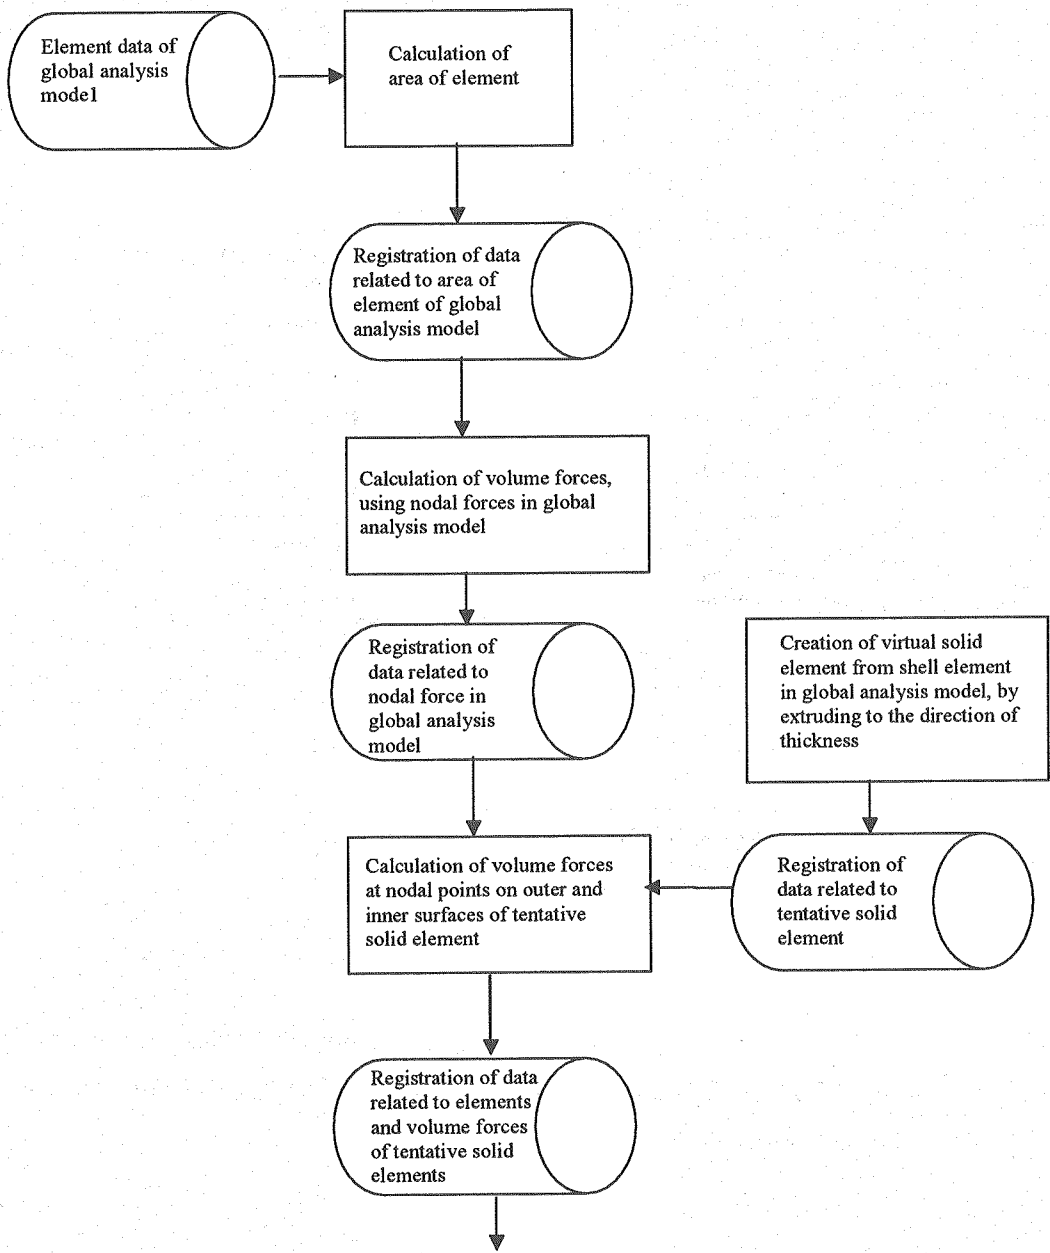 Element data of
global analysis
model
Calculation of
area of element
Registration of data
related to area of
element of global
analysis model
Calculation of volume forces,
using nodal forces in global
analysis model
Registration of
data related to
nodal force in
global analysis
model
Creation of virtual solid
element from shell element
in global analysis model, by
extruding to the direction of
thickness
Calculation of volume forces
at nodal points on outer and
inner surfaces of tentative
solid element
Registration of
data related to
tentative solid
element
Registration of data
related to elements
and volume forces
of tentative solid
elements